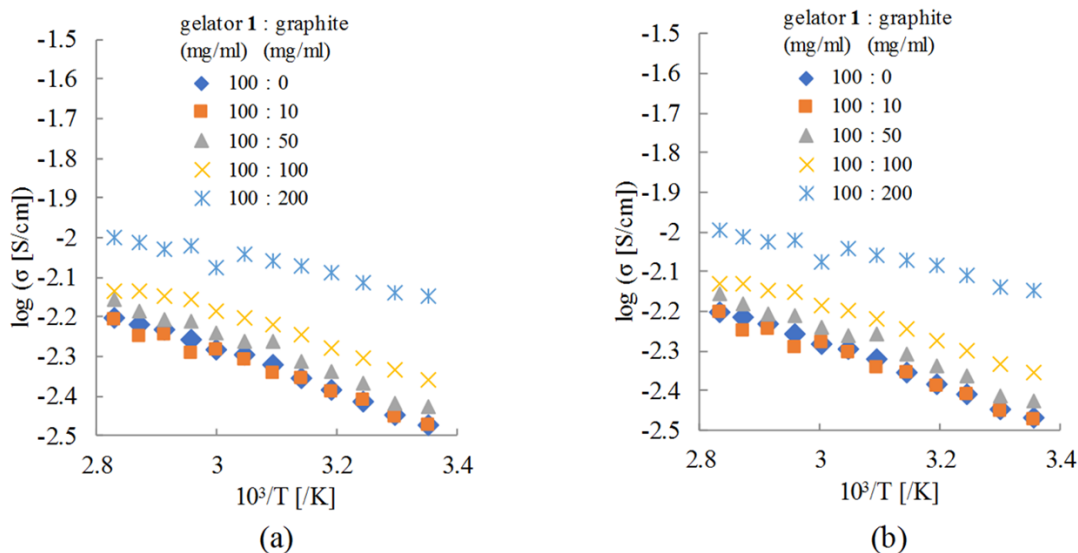 gelator 1 : graphite
(mg/ml) (mg/ml)
100 : 0
100 : 10
100 : 50
100 : 100
100 : 200
-1.5
-1.6
-1.7
-1.8
-1.9
-2
-2.1
-2.2
-2.3
-2.4
-2.5
log (σ [S/cm])
2.8
3
3.2
3.4
10³/T [/K]
(a)
gelator 1 : graphite
(mg/ml) (mg/ml)
100 : 0
100 : 10
100 : 50
100 : 100
100 : 200
-1.5
-1.6
-1.7
-1.8
-1.9
-2
-2.1
-2.2
-2.3
-2.4
-2.5
log (σ [S/cm])
2.8
3
3.2
3.4
10³/T [/K]
(b)